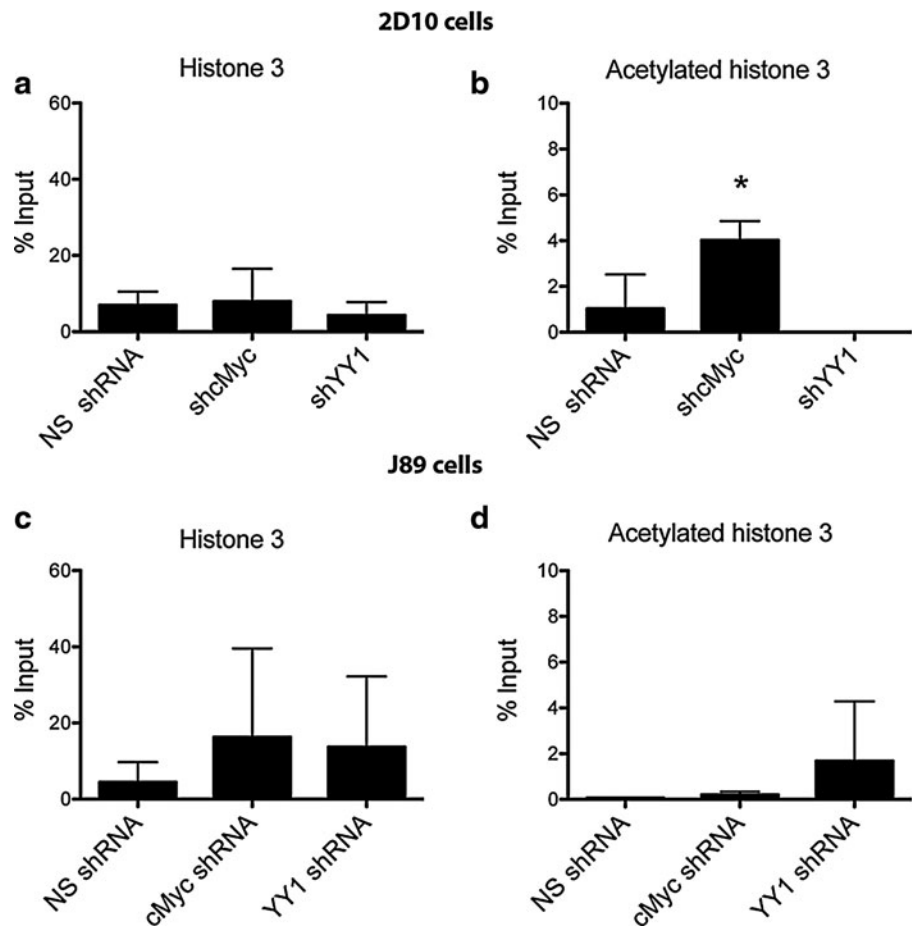 2D10 cells
a
Histone 3
% Input
60
40
20
0
NS shRNA
shcMyc
shYY1
b
Acetylated histone 3
% Input
10
8
6
4
2
0
*
NS shRNA
shcMyc
shYY1
J89 cells
c
Histone 3
% Input
60
40
20
0
NS shRNA
cMyc shRNA
YY1 shRNA
d
Acetylated histone 3
% Input
10
8
6
4
2
0
NS shRNA
cMyc shRNA
YY1 shRNA